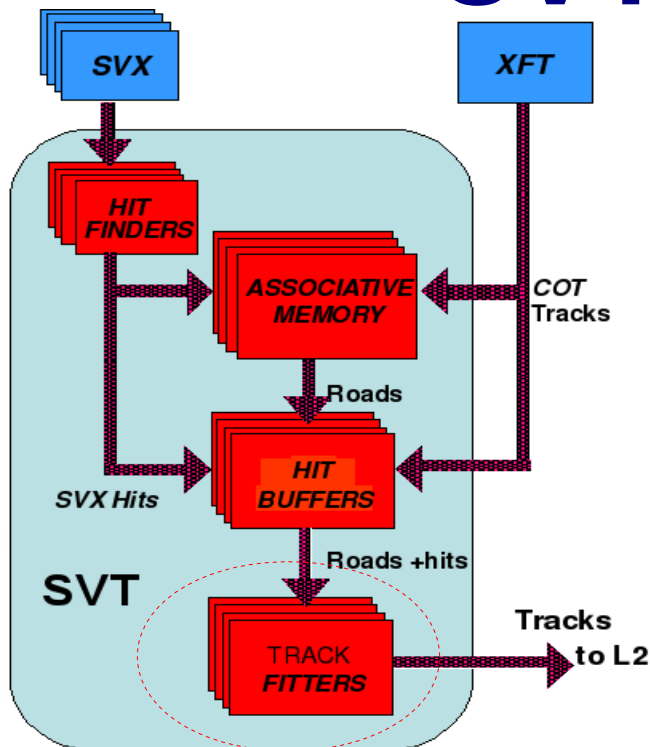 SVX
XFT
HIT
FINDERS
ASSOCIATIVE
MEMORY
COT
Tracks
Roads
HIT
BUFFERS
SVX Hits
Roads +hits
SVT
TRACK
FITTERS
Tracks
to L2